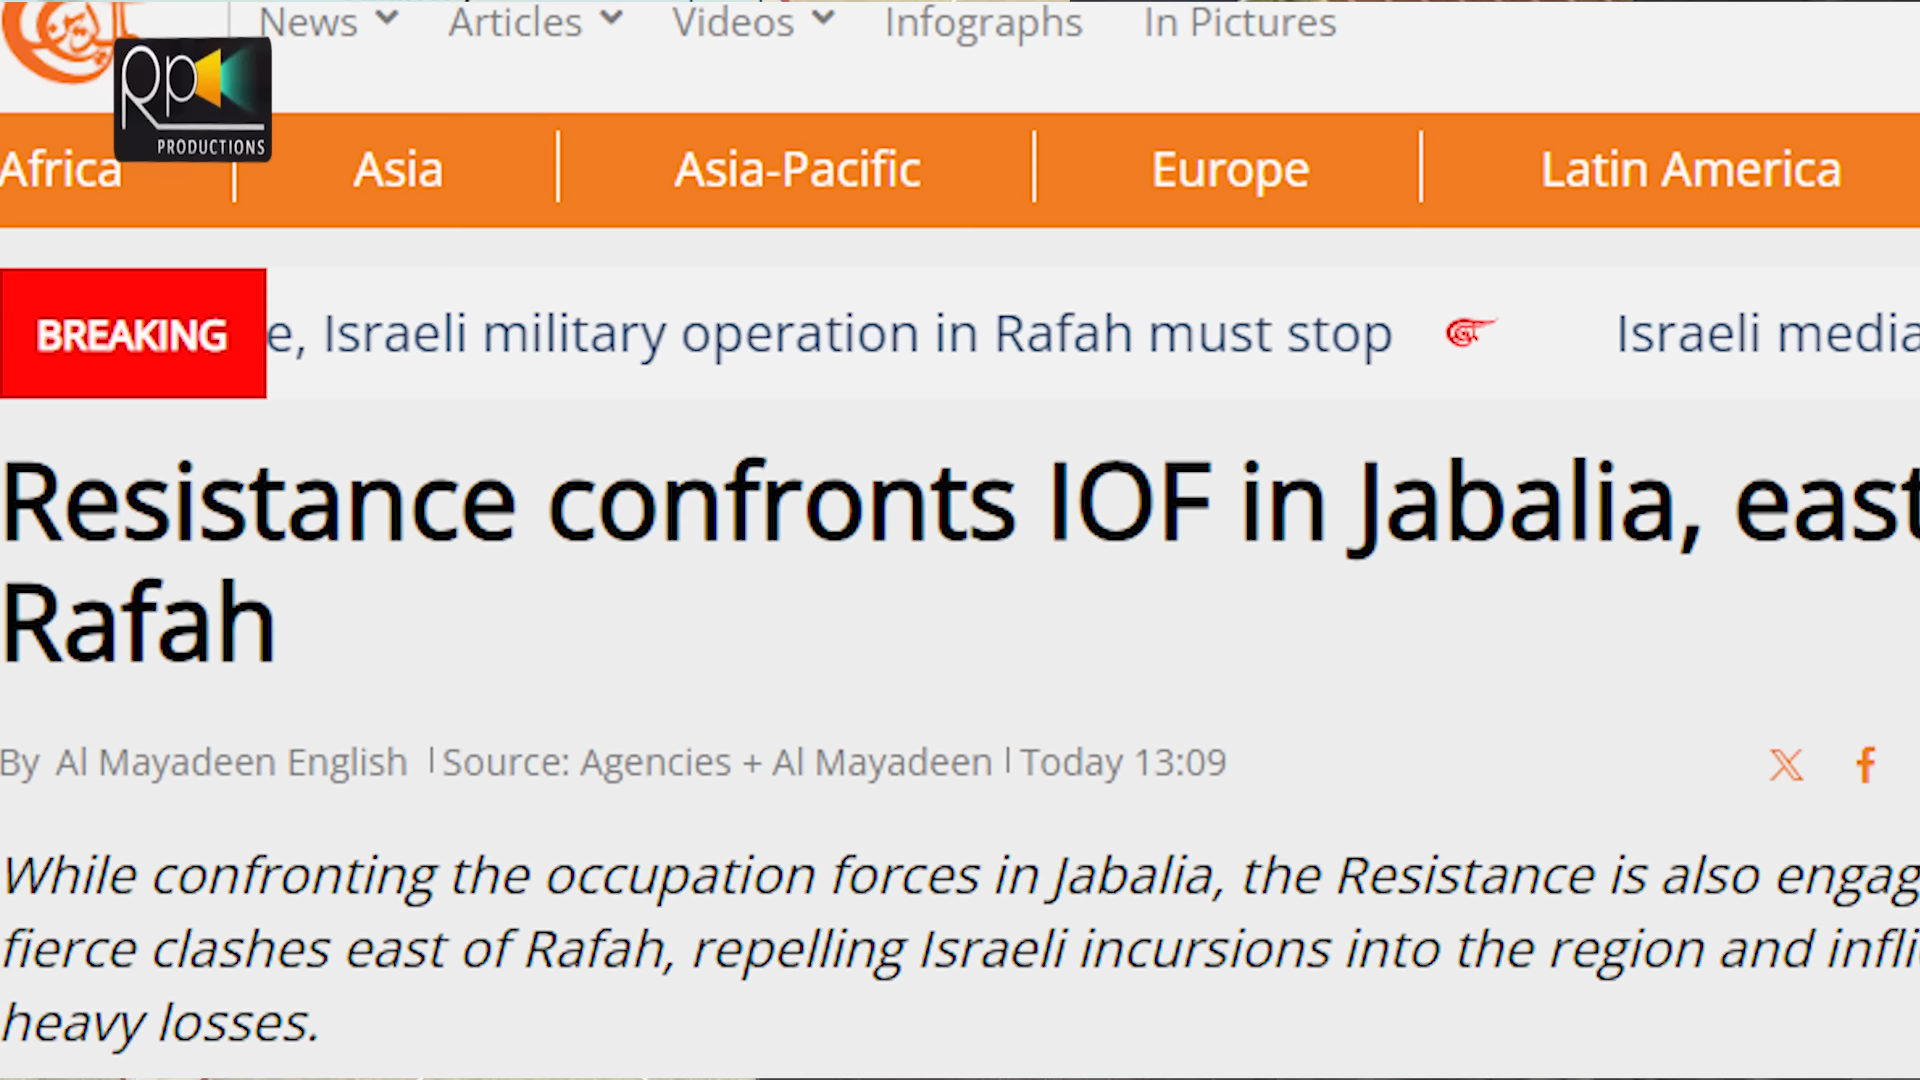 News Articles Videos Infographs In Pictures
Rp
PRODUCTIONS
Africa Asia Asia-Pacific Europe Latin America
BREAKING e, Israeli military operation in Rafah must stop Israeli media
Resistance confronts IOF in Jabalia, east
Rafah
By Al Mayadeen English | Source: Agencies + Al Mayadeen | Today 13:09
While confronting the occupation forces in Jabalia, the Resistance is also engag
fierce clashes east of Rafah, repelling Israeli incursions into the region and infli
heavy losses.